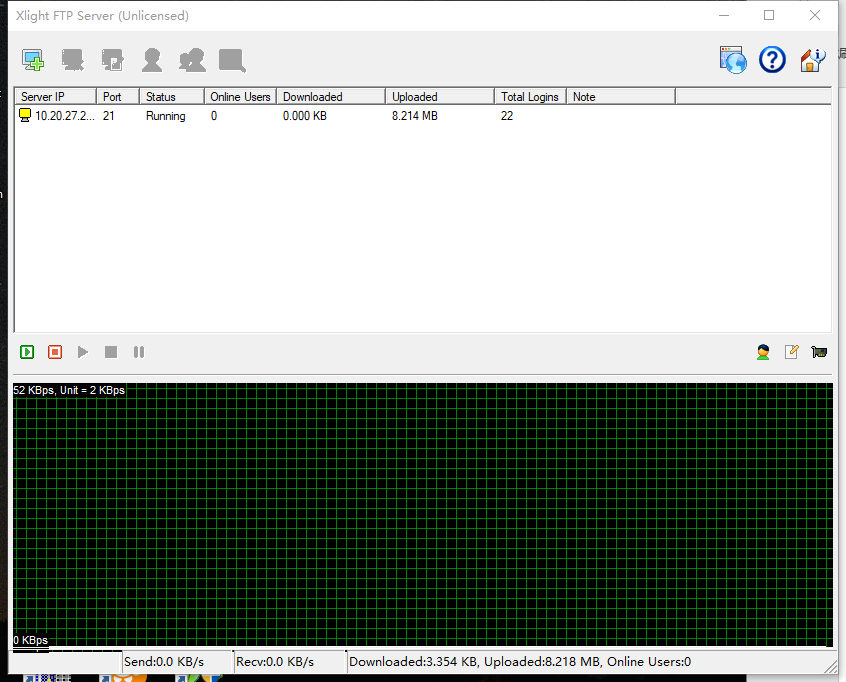 Xlight FTP Server (Unlicensed)
Server IP Port Status Online Users Downloaded Uploaded Total Logins Note
10.20.27.2... 21 Running 0 0.000 KB 8.214 MB 22
52 KBps, Unit = 2 KBps
0 KBps
Send:0.0 KB/s Recv:0.0 KB/s Downloaded:3.354 KB, Uploaded:8.218 MB, Online Users:0